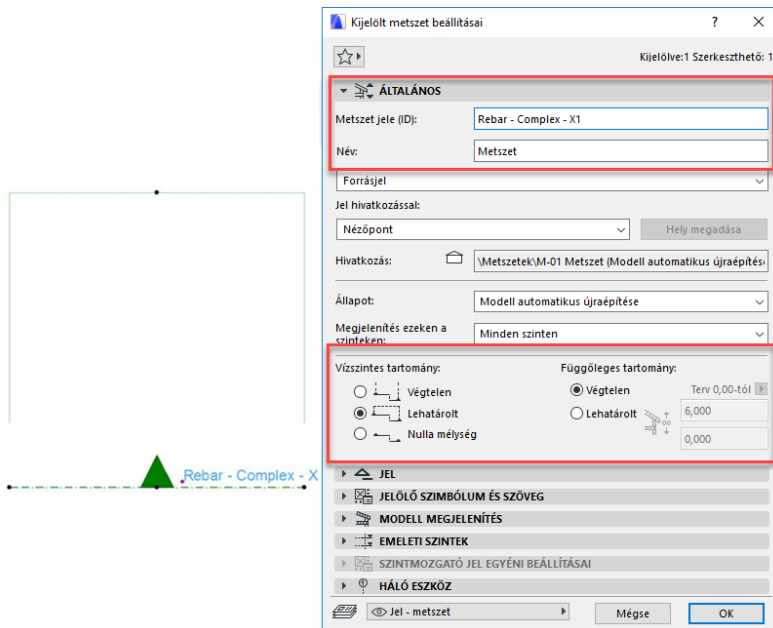 Kijelölt metszet beállításai
? ×
Kijelölve:1 Szerkeszthető: 1
ÁLTALÁNOS
Metszet jele (ID): Rebar - Complex - X1
Név: Metszet
Forrásjel
Jel hivatkozással:
Nézőpont Hely megadása
Hivatkozás: \Metszetek\M-01 Metszet (Modell automatikus újraépítése
Állapot: Modell automatikus újraépítése
Megjelenítés ezeken a
szinteken: Minden szinten
Vízszintes tartomány: Függőleges tartomány:
Végtelen Végtelen Terv 0,00-tól
Lehatárolt Lehatárolt 6,000
Nulla mélység 0,000
Rebar - Complex - X
JEL
JELÖLŐ SZIMBÓLUM ÉS SZÖVEG
MODELL MEGJELENÍTÉS
EMELETI SZINTEK
SZINTMOZGATÓ JEL EGYÉNI BEÁLLÍTÁSAI
HÁLÓ ESZKÖZ
Jel - metszet Mégse OK